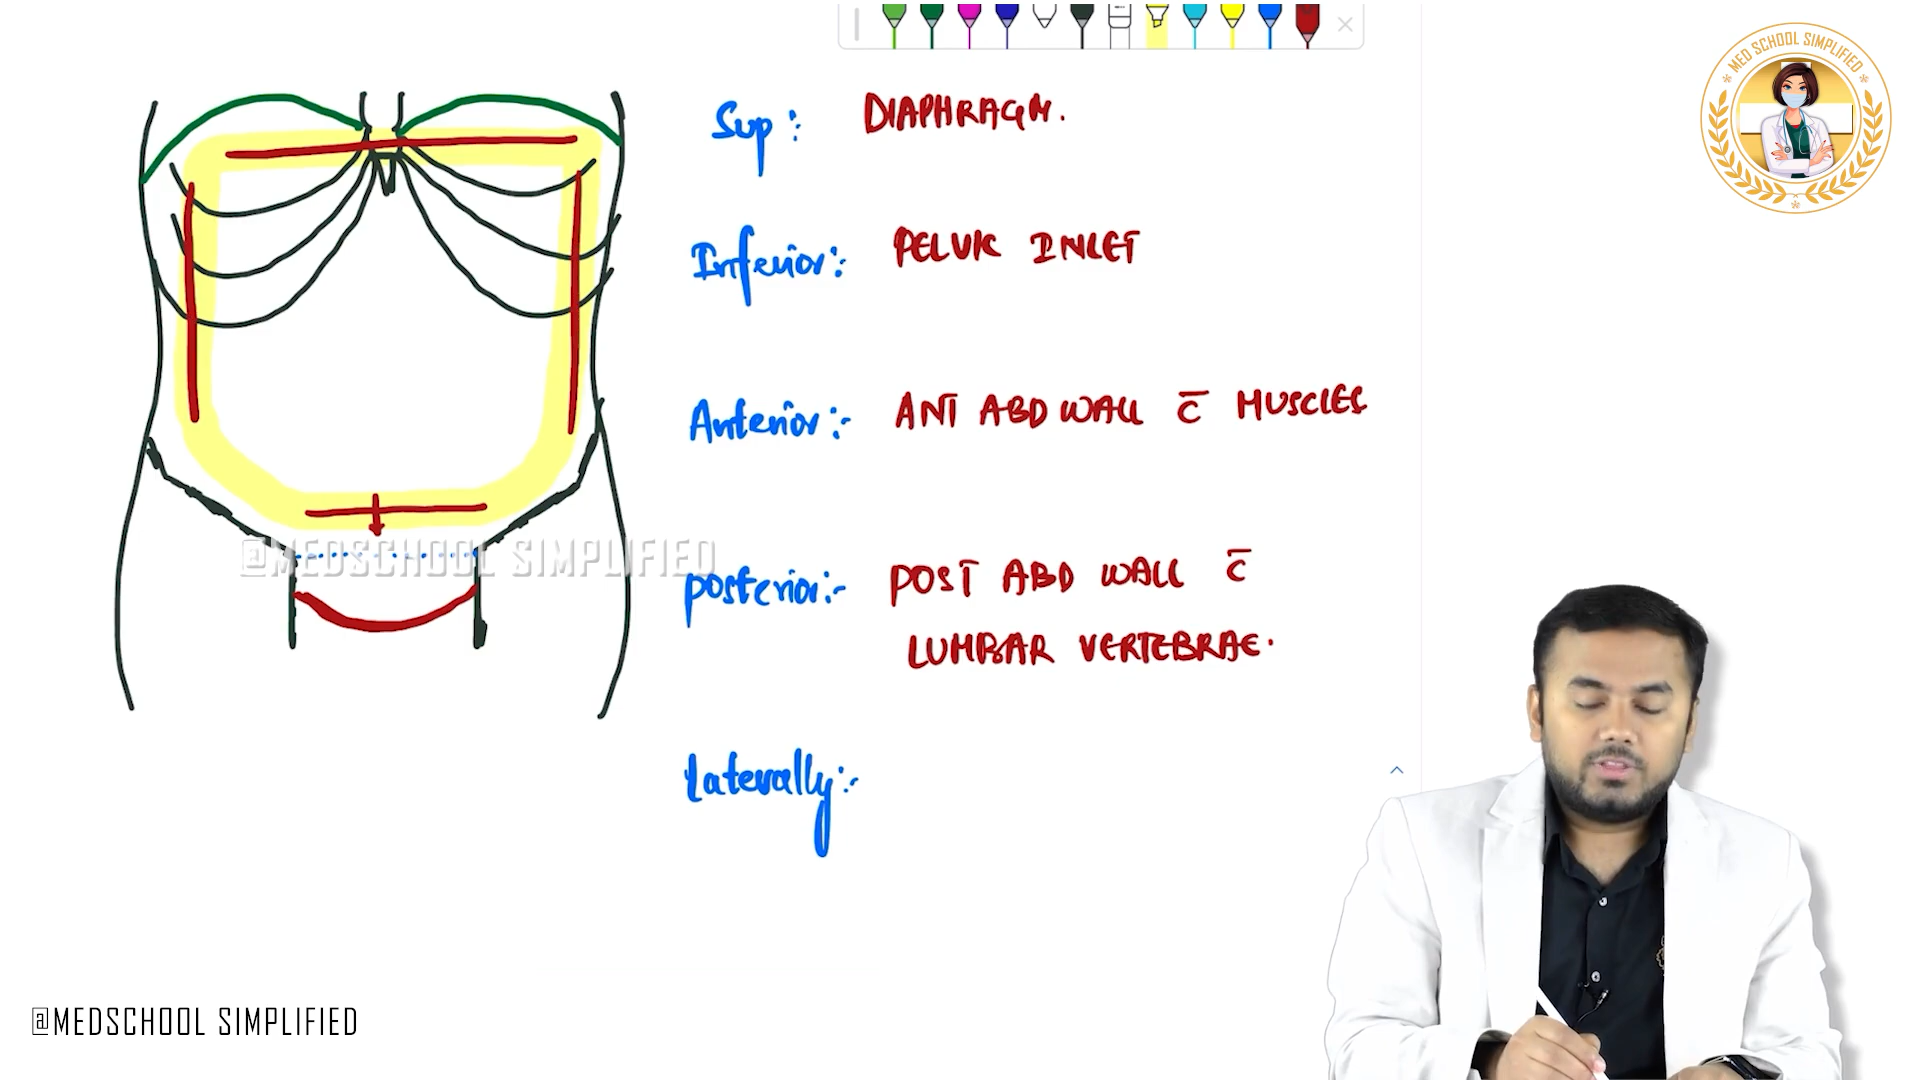 MED SCHOOL SIMPLIFIED
Sup :
DIAPHRAGM.
Inferior:-
PELVIC INLET
Anterior:-
ANT ABD WALL c̄ MUSCLES
@MEDSCHOOL SIMPLIFIED
posterior:-
POST ABD WALL c̄
LUMBAR VERTEBRAE.
Laterally:-
@MEDSCHOOL SIMPLIFIED